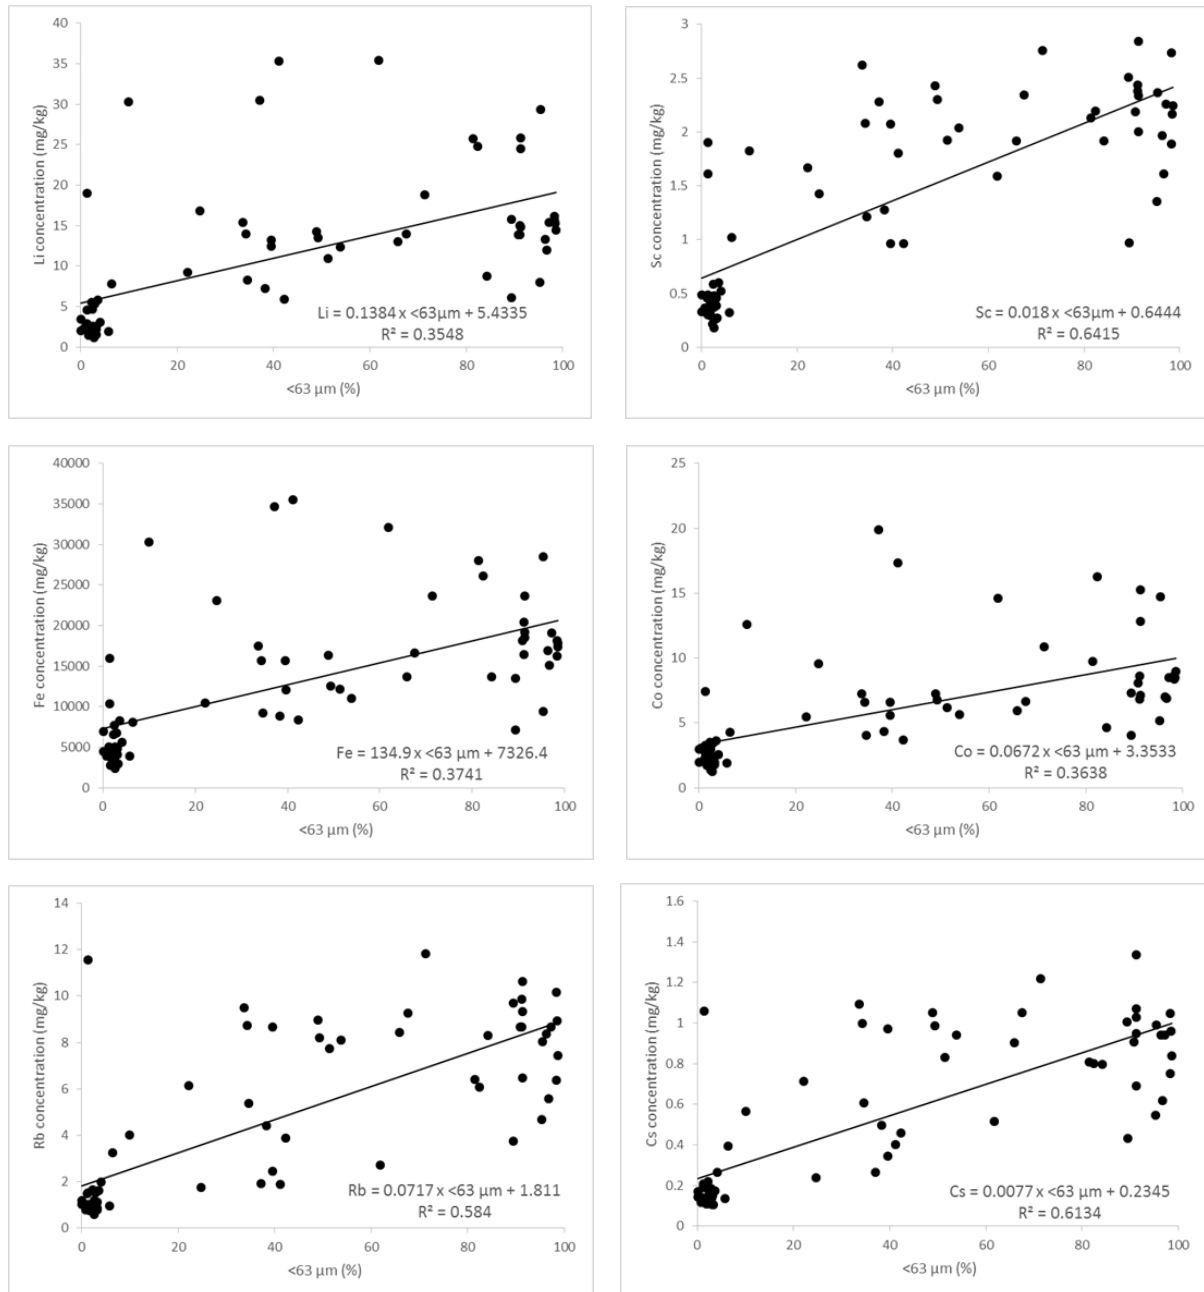 40
35
30
25
20
15
10
5
0
Li concentration (mg/kg)
Li = 0.1384 x <63µm + 5.4335
R² = 0.3548
0 20 40 60 80 100
<63 µm (%)
3
2.5
2
1.5
1
0.5
0
Sc concentration (mg/kg)
Sc = 0.018 x <63µm + 0.6444
R² = 0.6415
0 20 40 60 80 100
<63 µm (%)
40000
35000
30000
25000
20000
15000
10000
5000
0
Fe concentration (mg/kg)
Fe = 134.9 x <63 µm + 7326.4
R² = 0.3741
0 20 40 60 80 100
<63 µm (%)
25
20
15
10
5
0
Co concentration (mg/kg)
Co = 0.0672 x <63 µm + 3.3533
R² = 0.3638
0 20 40 60 80 100
<63 µm (%)
14
12
10
8
6
4
2
0
Rb concentration (mg/kg)
Rb = 0.0717 x <63 µm + 1.811
R² = 0.584
0 20 40 60 80 100
<63 µm (%)
1.6
1.4
1.2
1
0.8
0.6
0.4
0.2
0
Cs concentration (mg/kg)
Cs = 0.0077 x <63 µm + 0.2345
R² = 0.6134
0 20 40 60 80 100
<63 µm (%)